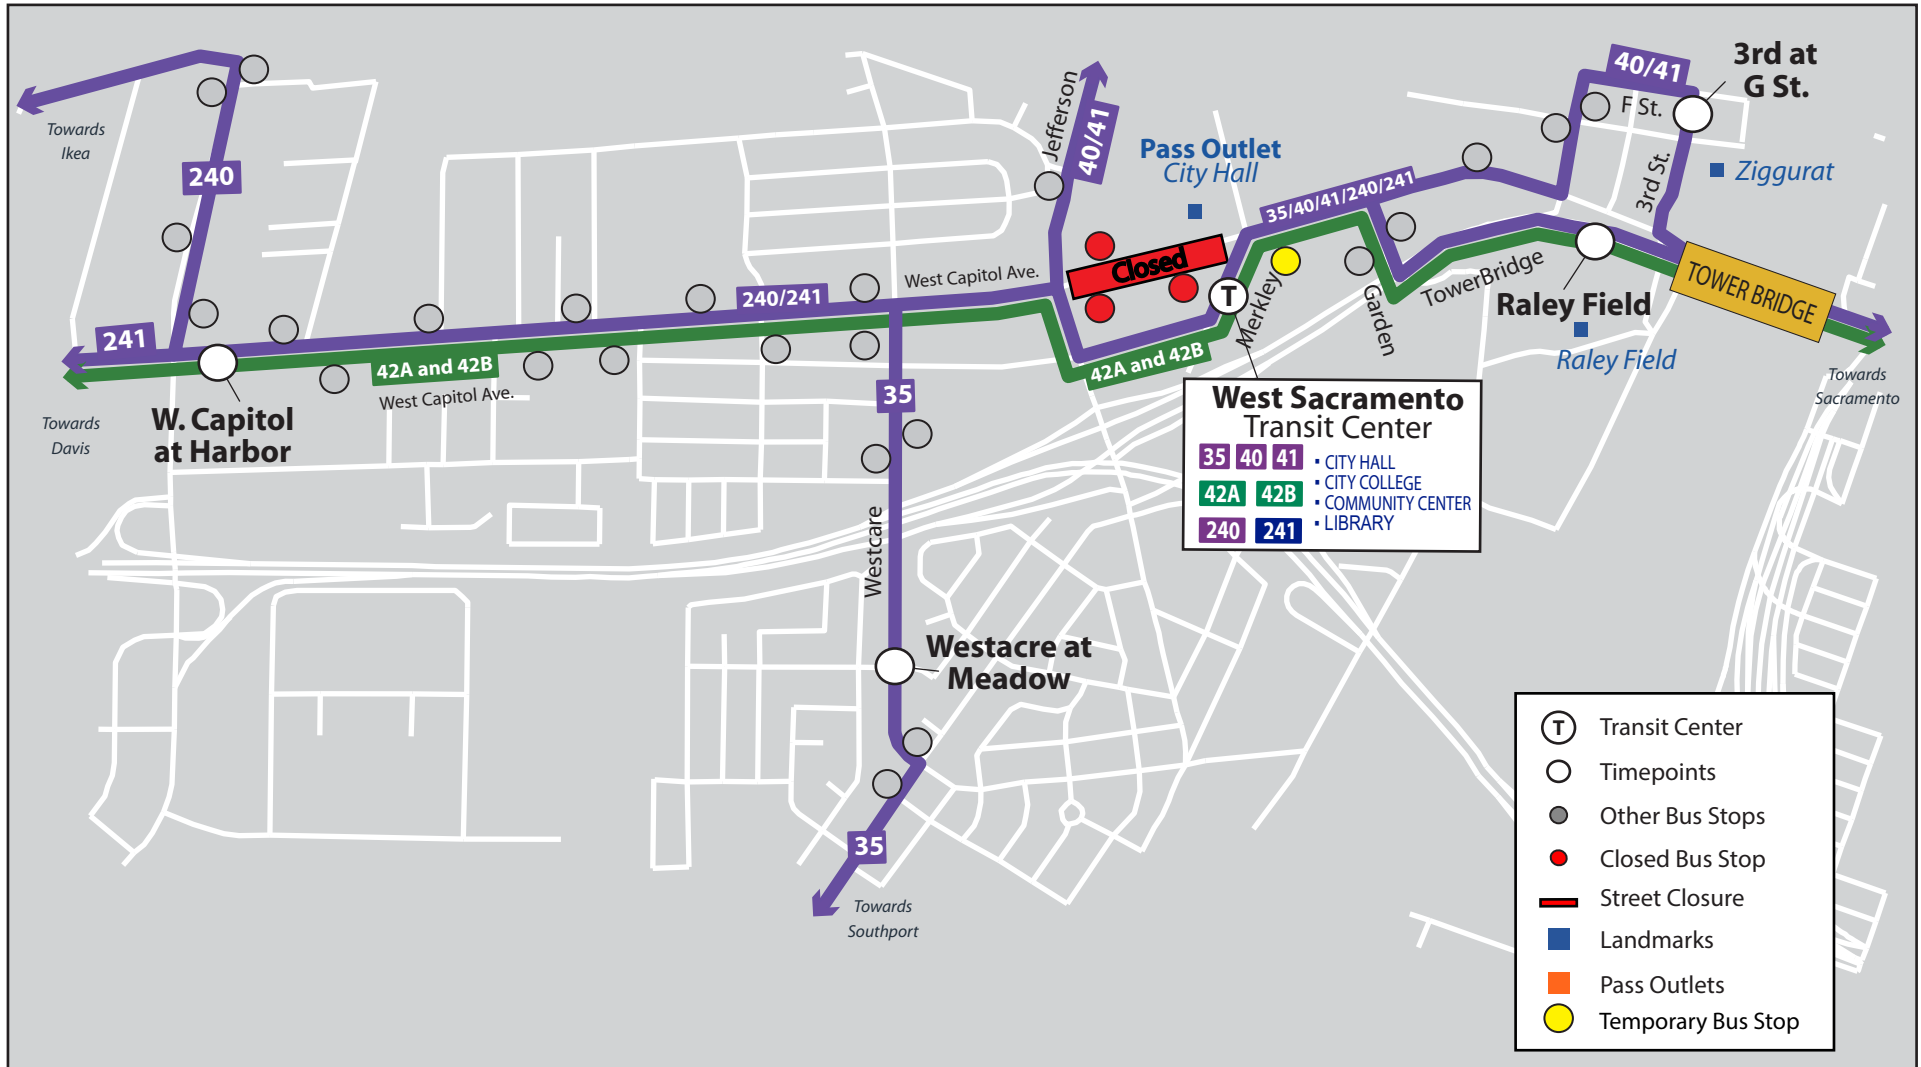 Towards
Ikea
240
241
Towards
Davis
W. Capitol
at Harbor
42A and 42B
West Capitol Ave.
240/241
West Capitol Ave.
35
Westcare
Westacre at
Meadow
35
Towards
Southport
Jefferson
40/41
Pass Outlet
City Hall
Closed
T
Merkley
42A and 42B
35/40/41/240/241
Garden
TowerBridge
40/41
F St.
3rd at
G St.
3rd St.
Ziggurat
Raley Field
Raley Field
TOWER BRIDGE
Towards
Sacramento
West Sacramento
Transit Center
35 40 41
42A 42B
240 241
▪ CITY HALL
▪ CITY COLLEGE
▪ COMMUNITY CENTER
▪ LIBRARY
T Transit Center
Timepoints
Other Bus Stops
Closed Bus Stop
Street Closure
Landmarks
Pass Outlets
Temporary Bus Stop